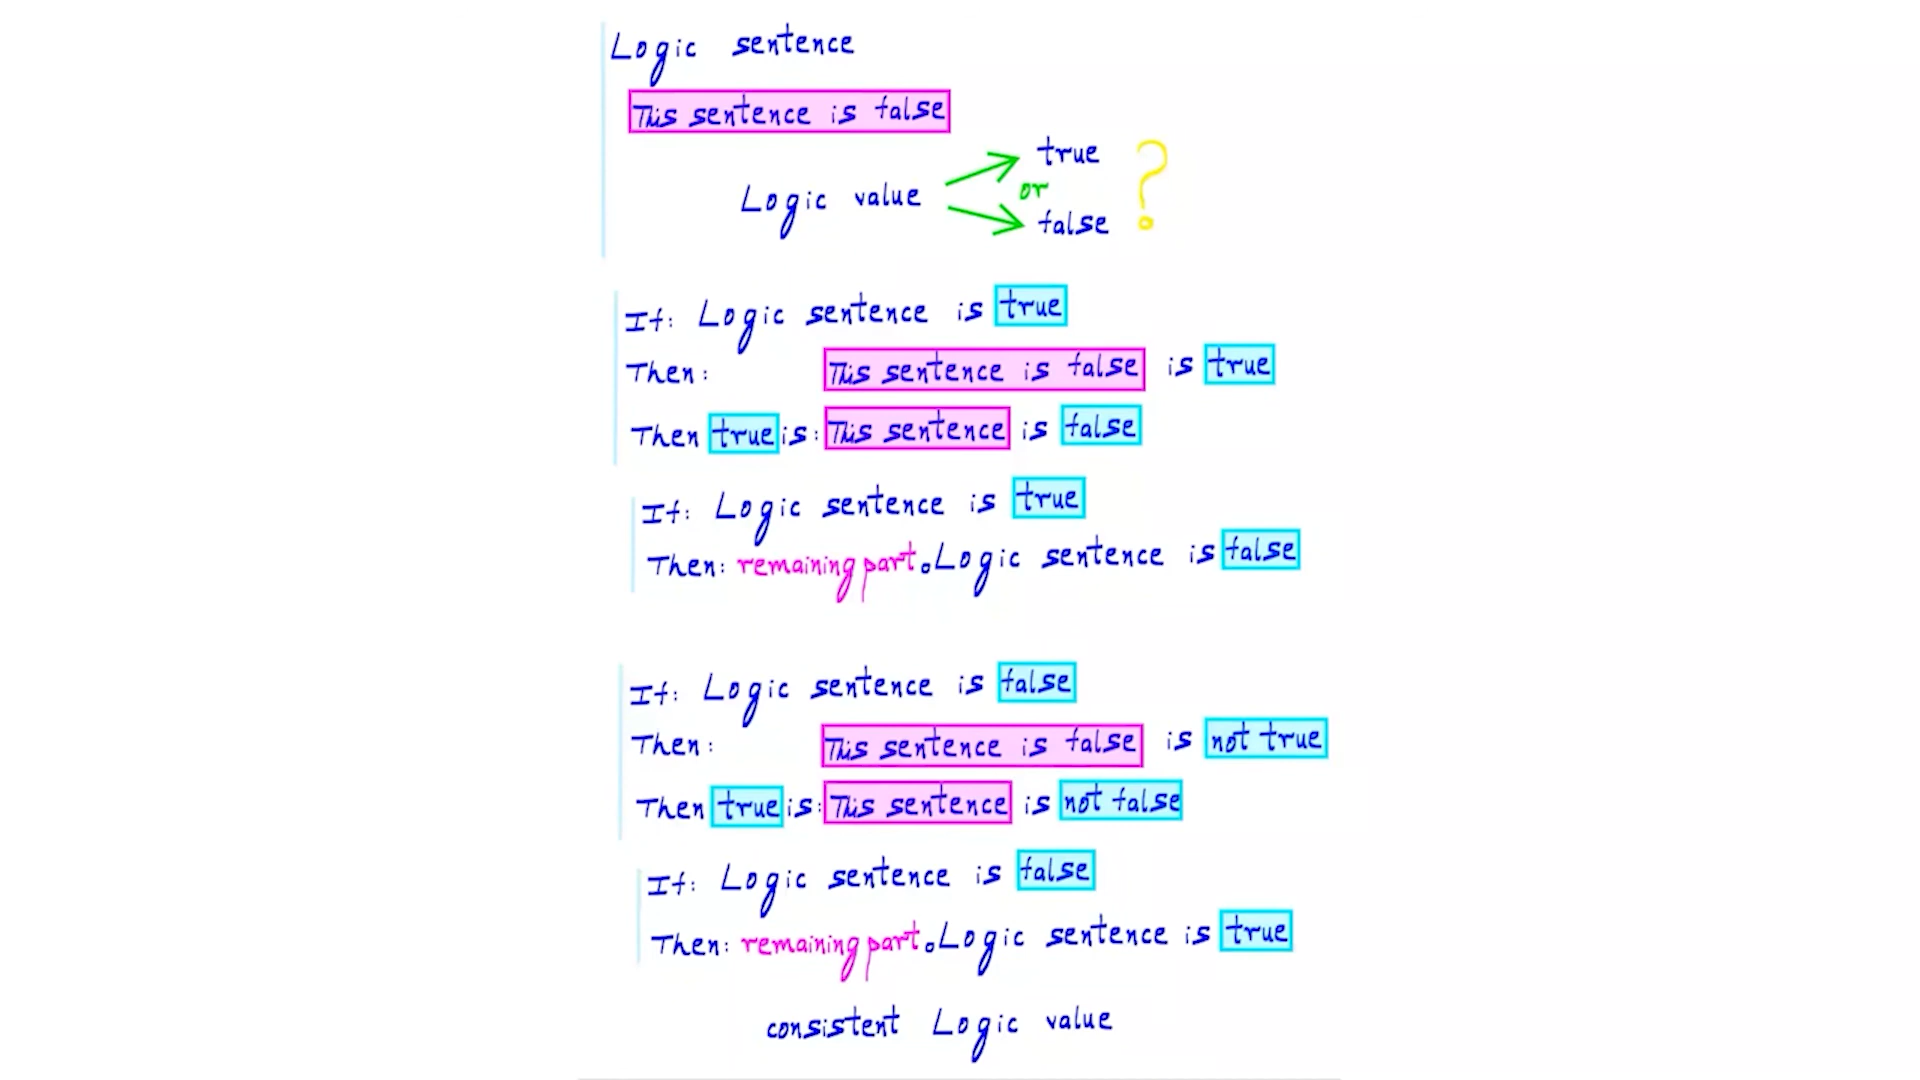 Logic sentence
This sentence is false
true
or
Logic value
false
?
If: Logic sentence is true
Then: This sentence is false is true
Then true is: This sentence is false
If: Logic sentence is true
Then: remaining part. Logic sentence is false
If: Logic sentence is false
Then: This sentence is false is not true
Then true is: This sentence is not false
If: Logic sentence is false
Then: remaining part. Logic sentence is true
consistent Logic value